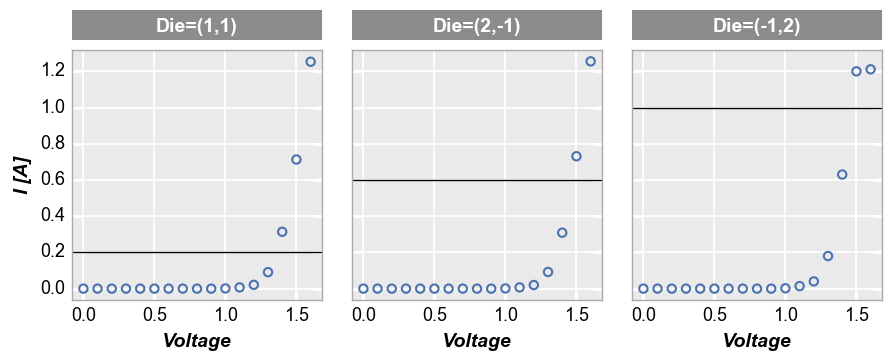 Die=(1,1)
Die=(2,-1)
Die=(-1,2)
I [A]
1.2
1.0
0.8
0.6
0.4
0.2
0.0
0.0 0.5 1.0 1.5
0.0 0.5 1.0 1.5
0.0 0.5 1.0 1.5
Voltage
Voltage
Voltage